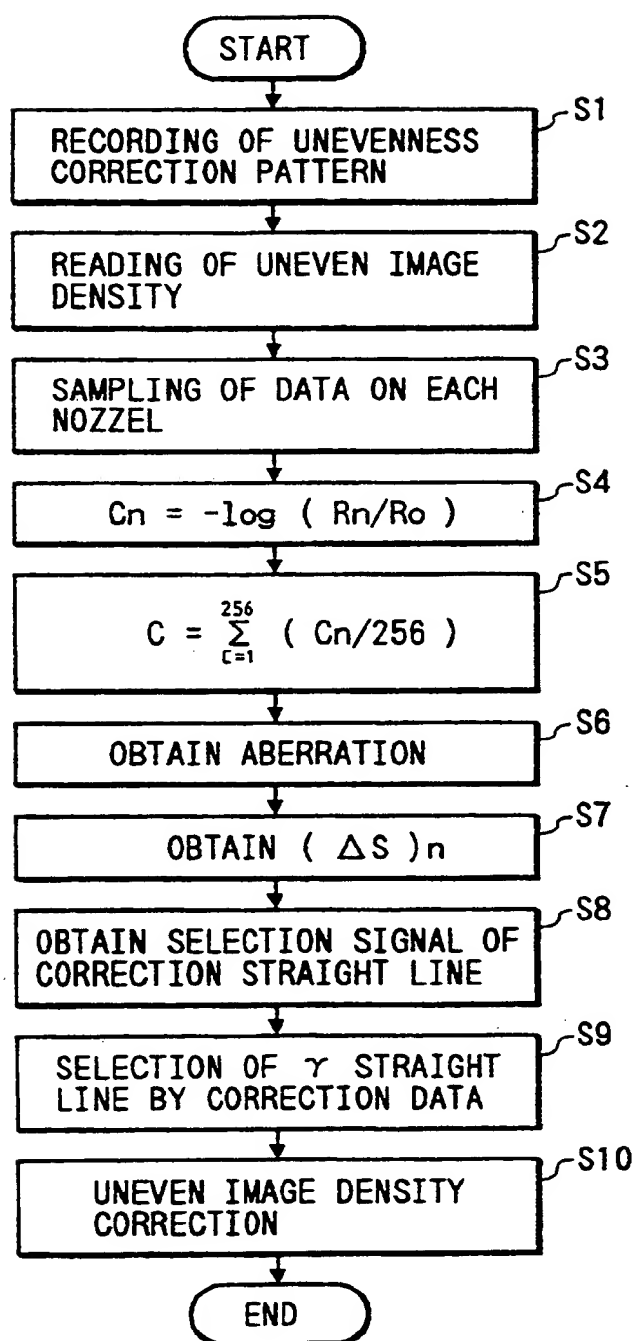 START
S1
RECORDING OF UNEVENNESS
CORRECTION PATTERN
S2
READING OF UNEVEN IMAGE
DENSITY
S3
SAMPLING OF DATA ON EACH
NOZZEL
S4
Cn = -log ( Rn/Ro )
S5
256
C = Σ ( Cn/256 )
C=1
S6
OBTAIN ABERRATION
S7
OBTAIN ( ΔS )n
S8
OBTAIN SELECTION SIGNAL OF
CORRECTION STRAIGHT LINE
S9
SELECTION OF γ STRAIGHT
LINE BY CORRECTION DATA
S10
UNEVEN IMAGE DENSITY
CORRECTION
END